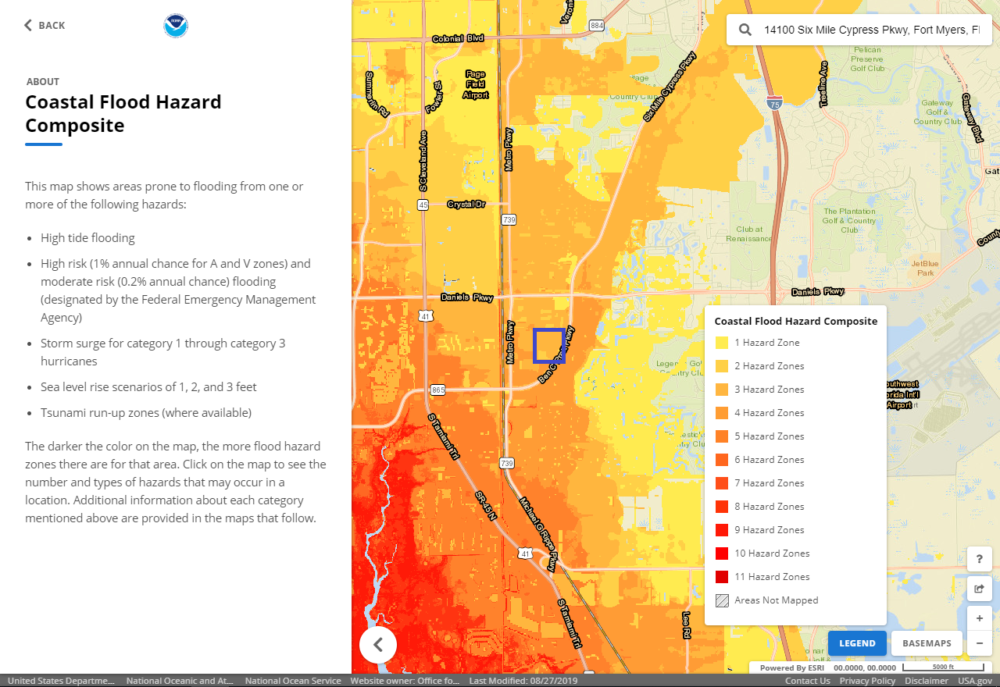 BACK
NOAA
ABOUT
Coastal Flood Hazard
Composite
This map shows areas prone to flooding from one or
more of the following hazards:
• High tide flooding
• High risk (1% annual chance for A and V zones) and
moderate risk (0.2% annual chance) flooding
(designated by the Federal Emergency Management
Agency)
• Storm surge for category 1 through category 3
hurricanes
• Sea level rise scenarios of 1, 2, and 3 feet
• Tsunami run-up zones (where available)
The darker the color on the map, the more flood hazard
zones there are for that area. Click on the map to see the
number and types of hazards that may occur in a
location. Additional information about each category
mentioned above are provided in the maps that follow.
14100 Six Mile Cypress Pkwy, Fort Myers, Fl
Veroni
884
Colonial Blvd
Summerlin Rd
Fowler St
Page
Field
Airport
Six Mile Cypress Pkwy
Country Club
Pelican
Preserve
Golf Club
Treeline Ave
75
Gateway
Golf &
Country Club
Gateway Blvd
Gat
S Cleveland Ave
Metro Pkwy
45
Crystal Dr
739
Club at
Renaissance
The Plantation
Golf & Country
Club
County
JetBlue
Park
Daniels Pkwy
Daniels Pkwy
41
Metro Pkwy
Pkwy
Ben C
865
S Tamiami Trl
739
SR-45 N
Michael G Rippe Pkwy
41
S Tamiami Trl
Lee Rd
outhwest
orida Int'l
Airport
Coastal Flood Hazard Composite
1 Hazard Zone
2 Hazard Zones
3 Hazard Zones
4 Hazard Zones
5 Hazard Zones
6 Hazard Zones
7 Hazard Zones
8 Hazard Zones
9 Hazard Zones
10 Hazard Zones
11 Hazard Zones
Areas Not Mapped
?
+
−
LEGEND
BASEMAPS
Powered By ESRI
00.0000, 00.0000
5000 ft
United States Departme...
National Oceanic and At...
National Ocean Service
Website owner: Office fo...
Last Modified: 08/27/2019
Contact Us
Privacy Policy
Disclaimer
USA.gov